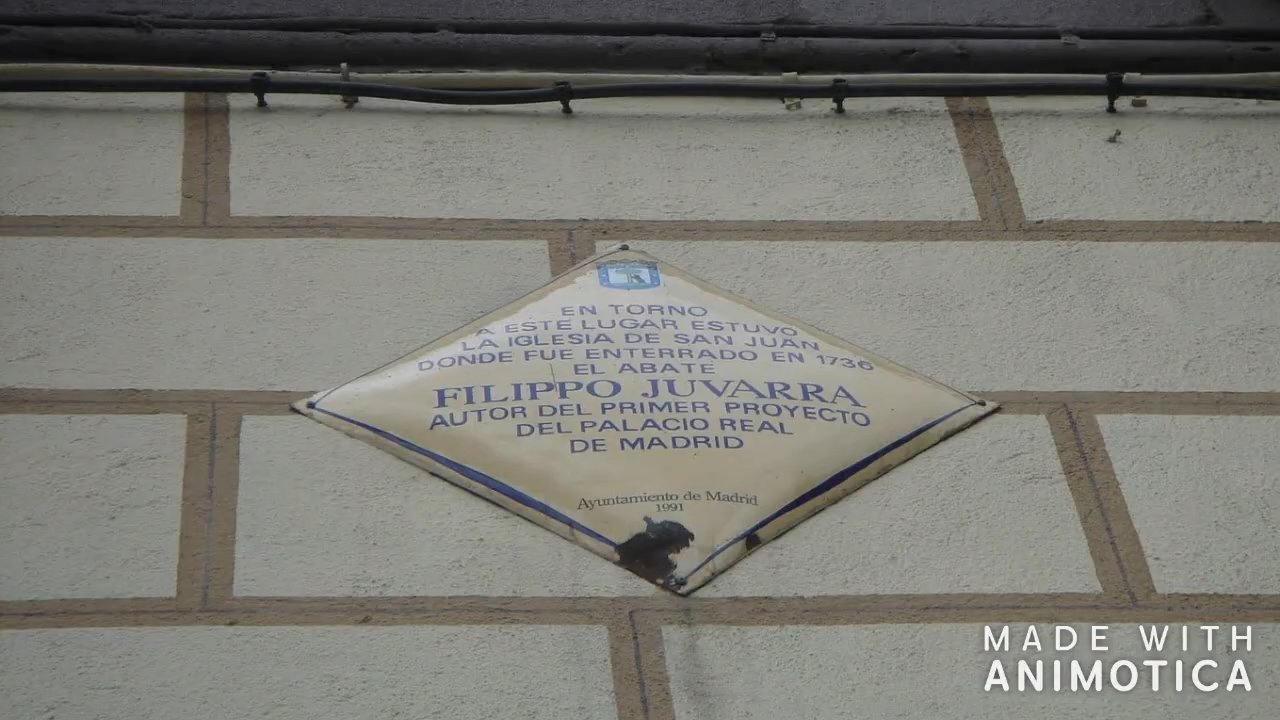 EN TORNO
A ESTE LUGAR ESTUVO
LA IGLESIA DE SAN JUAN
DONDE FUE ENTERRADO EN 1736
EL ABATE
FILIPPO JUVARRA
AUTOR DEL PRIMER PROYECTO
DEL PALACIO REAL
DE MADRID
Ayuntamiento de Madrid
1991
MADE WITH
ANIMOTICA